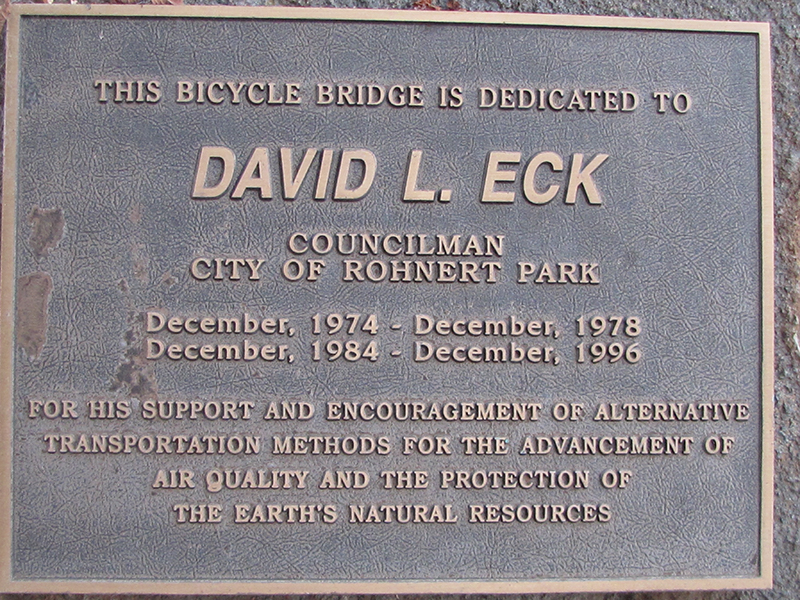 THIS BICYCLE BRIDGE IS DEDICATED TO
DAVID L. ECK
COUNCILMAN
CITY OF ROHNERT PARK
December, 1974 - December, 1978
December, 1984 - December, 1996
FOR HIS SUPPORT AND ENCOURAGEMENT OF ALTERNATIVE
TRANSPORTATION METHODS FOR THE ADVANCEMENT OF
AIR QUALITY AND THE PROTECTION OF
THE EARTH'S NATURAL RESOURCES